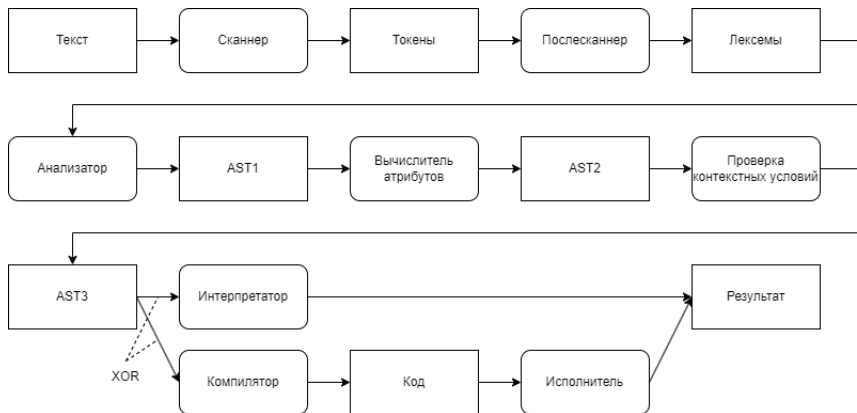 Текст
Сканнер
Токены
Послесканнер
Лексемы
Анализатор
AST1
Вычислитель
атрибутов
AST2
Проверка
контекстных условий
AST3
Интерпретатор
Результат
XOR
Компилятор
Код
Исполнитель